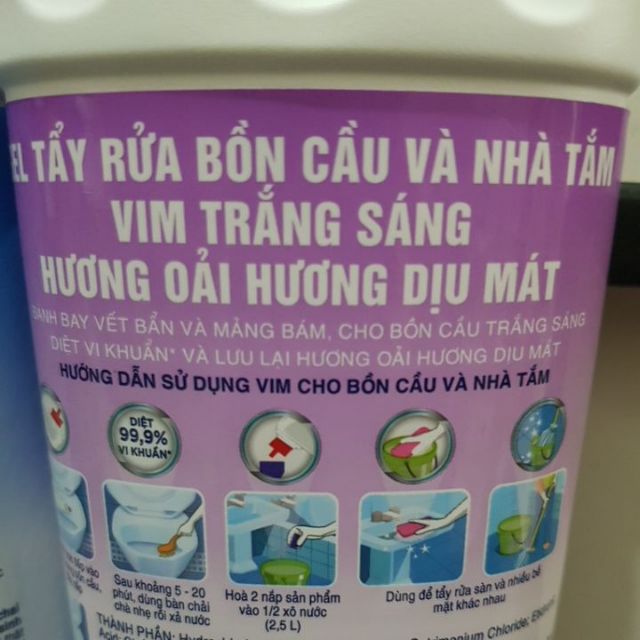 EL TẨY RỬA BỒN CẦU VÀ NHÀ TẮM
VIM TRẮNG SÁNG
HƯƠNG OẢI HƯƠNG DỊU MÁT
ĐÁNH BAY VẾT BẨN VÀ MẢNG BÁM, CHO BỒN CẦU TRẮNG SÁNG
DIỆT VI KHUẨN* VÀ LƯU LẠI HƯƠNG OẢI HƯƠNG DỊU MÁT
HƯỚNG DẪN SỬ DỤNG VIM CHO BỒN CẦU VÀ NHÀ TẮM
DIỆT
99,9%
VI KHUẨN*
Sau khoảng 5 - 20
phút, dùng bàn chải
chà nhẹ rồi xả nước
Hoà 2 nắp sản phẩm
vào 1/2 xô nước
(2,5 L)
Dùng để tẩy rửa sàn và nhiều bề
mặt khác nhau
THÀNH PHẦN:
Chloride;